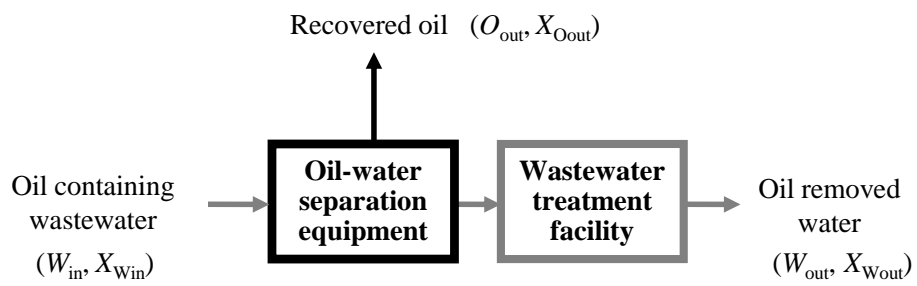 Recovered oil (O_out, X_Oout)
Oil-water
separation
equipment
Wastewater
treatment
facility
Oil containing
wastewater
(W_in, X_Win)
Oil removed
water
(W_out, X_Wout)